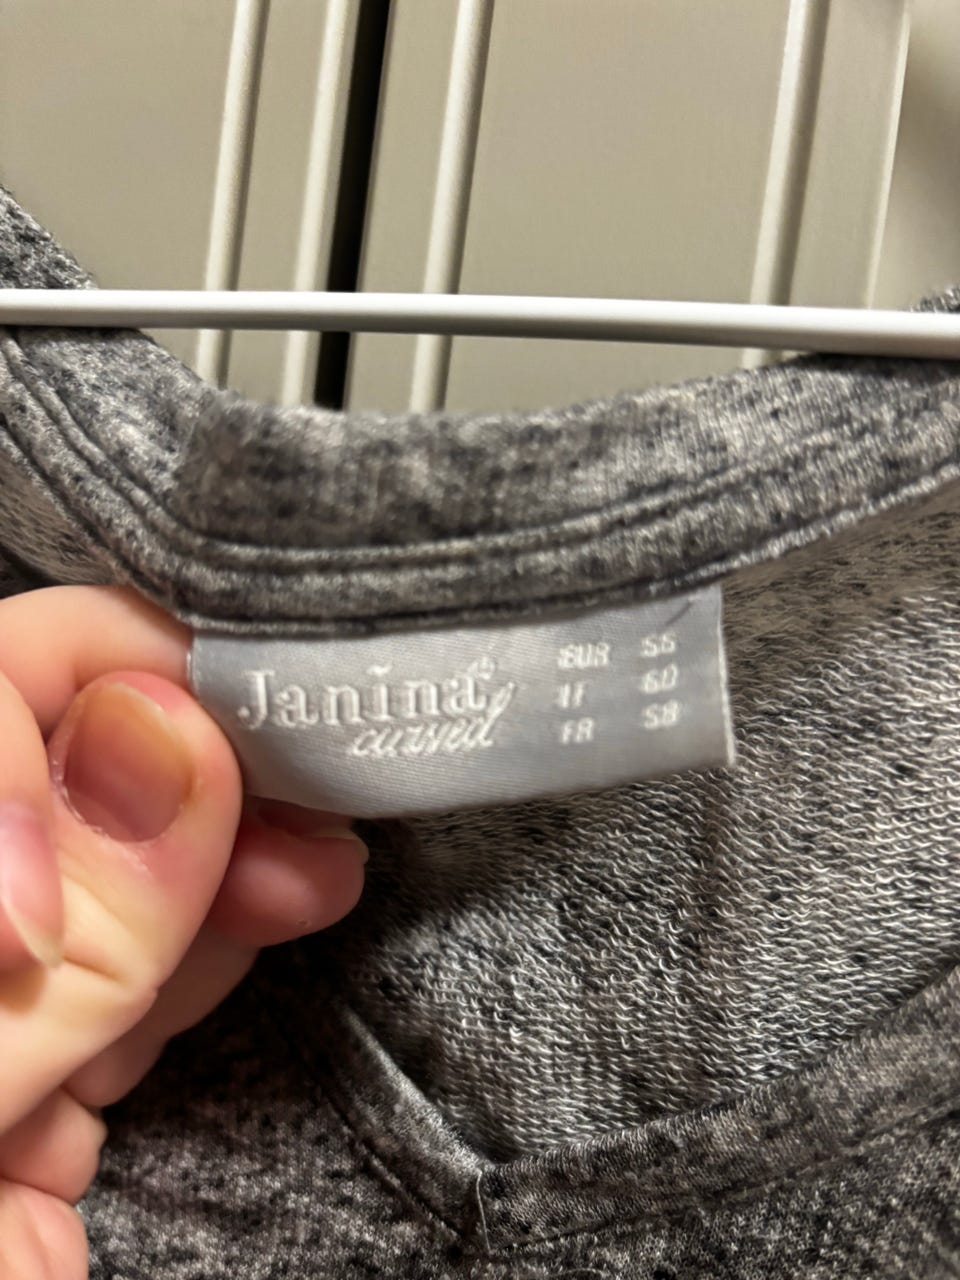 Janina®
curved
EUR 56
IT 60
FR 58